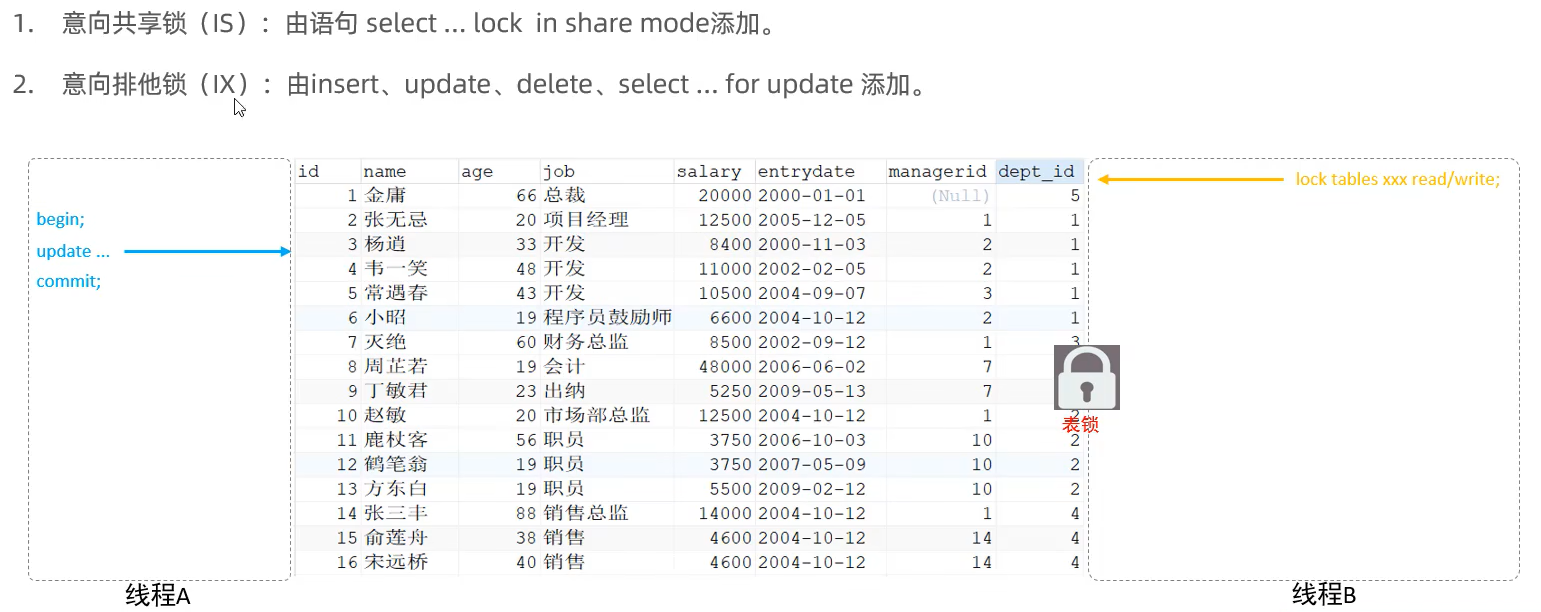 1. 意向共享锁（IS）：由语句 select ... lock in share mode添加。
2. 意向排他锁（IX）：由insert、update、delete、select ... for update 添加。
id name age job salary entrydate managerid dept_id
lock tables xxx read/write;
1 金庸 66 总裁 20000 2000-01-01 (Null) 5
begin;
2 张无忌 20 项目经理 12500 2005-12-05 1 1
update ...
3 杨逍 33 开发 8400 2000-11-03 2 1
4 韦一笑 48 开发 11000 2002-02-05 2 1
commit;
5 常遇春 43 开发 10500 2004-09-07 3 1
6 小昭 19 程序员鼓励师 6600 2004-10-12 2 1
7 灭绝 60 财务总监 8500 2002-09-12 1 3
8 周芷若 19 会计 48000 2006-06-02 7
9 丁敏君 23 出纳 5250 2009-05-13 7
10 赵敏 20 市场部总监 12500 2004-10-12 1 2
表锁
11 鹿杖客 56 职员 3750 2006-10-03 10 2
12 鹤笔翁 19 职员 3750 2007-05-09 10 2
13 方东白 19 职员 5500 2009-02-12 10 2
14 张三丰 88 销售总监 14000 2004-10-12 1 4
15 俞莲舟 38 销售 4600 2004-10-12 14 4
16 宋远桥 40 销售 4600 2004-10-12 14 4
线程A
线程B